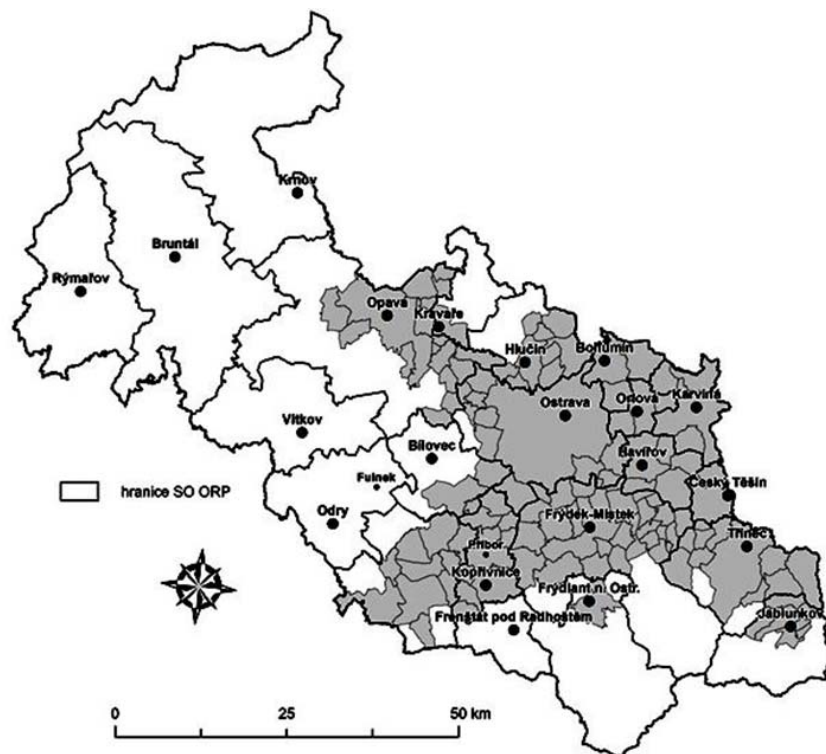 Krnov
Bruntál
Rýmařov
Opava
Kravaře
Hlučín
Bohumín
Ostrava
Orlová
Karviná
Vítkov
Bílovec
Havířov
Fulnek
Český Těšín
hranice SO ORP
Odry
Frýdek-Místek
Třinec
Příbor
Kopřivnice
Frýdlant n. Ostr.
Frenštát pod Radhoštěm
Jablunkov
0 25 50 km